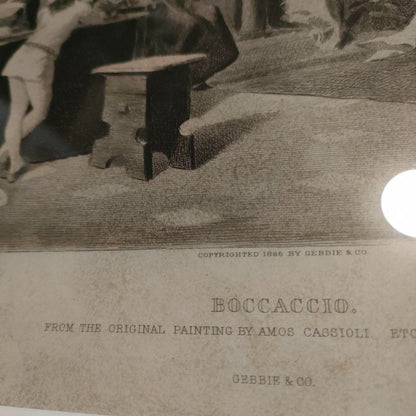 COPYRIGHTED 1886 BY GEBBIE & CO.
BOCCACCIO.
FROM THE ORIGINAL PAINTING BY AMOS CASSIOLI. ETC
GEBBIE & CO.